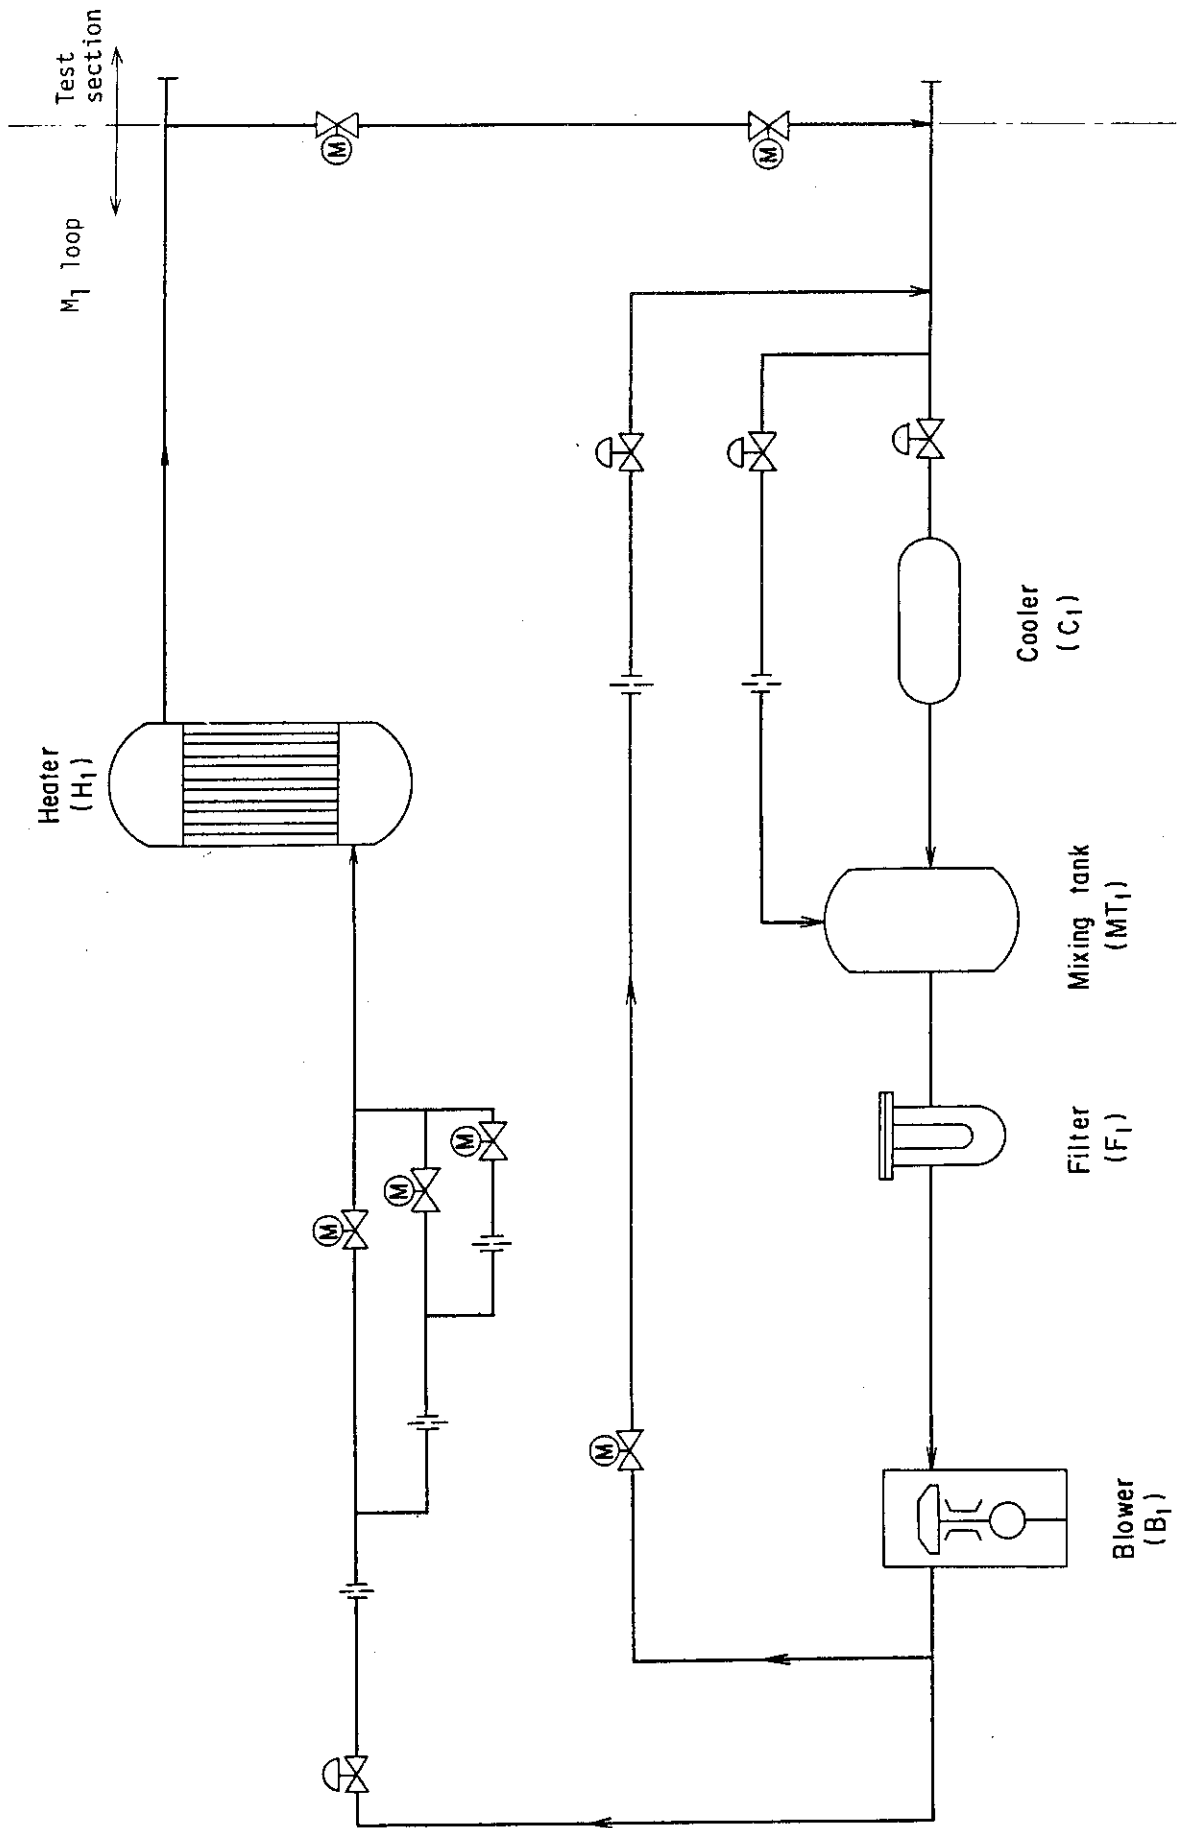 Test
section
M1 loop
M
M
Heater
(H1)
M
M
M
M
Cooler
(C1)
Mixing tank
(MT1)
Filter
(F1)
Blower
(B1)